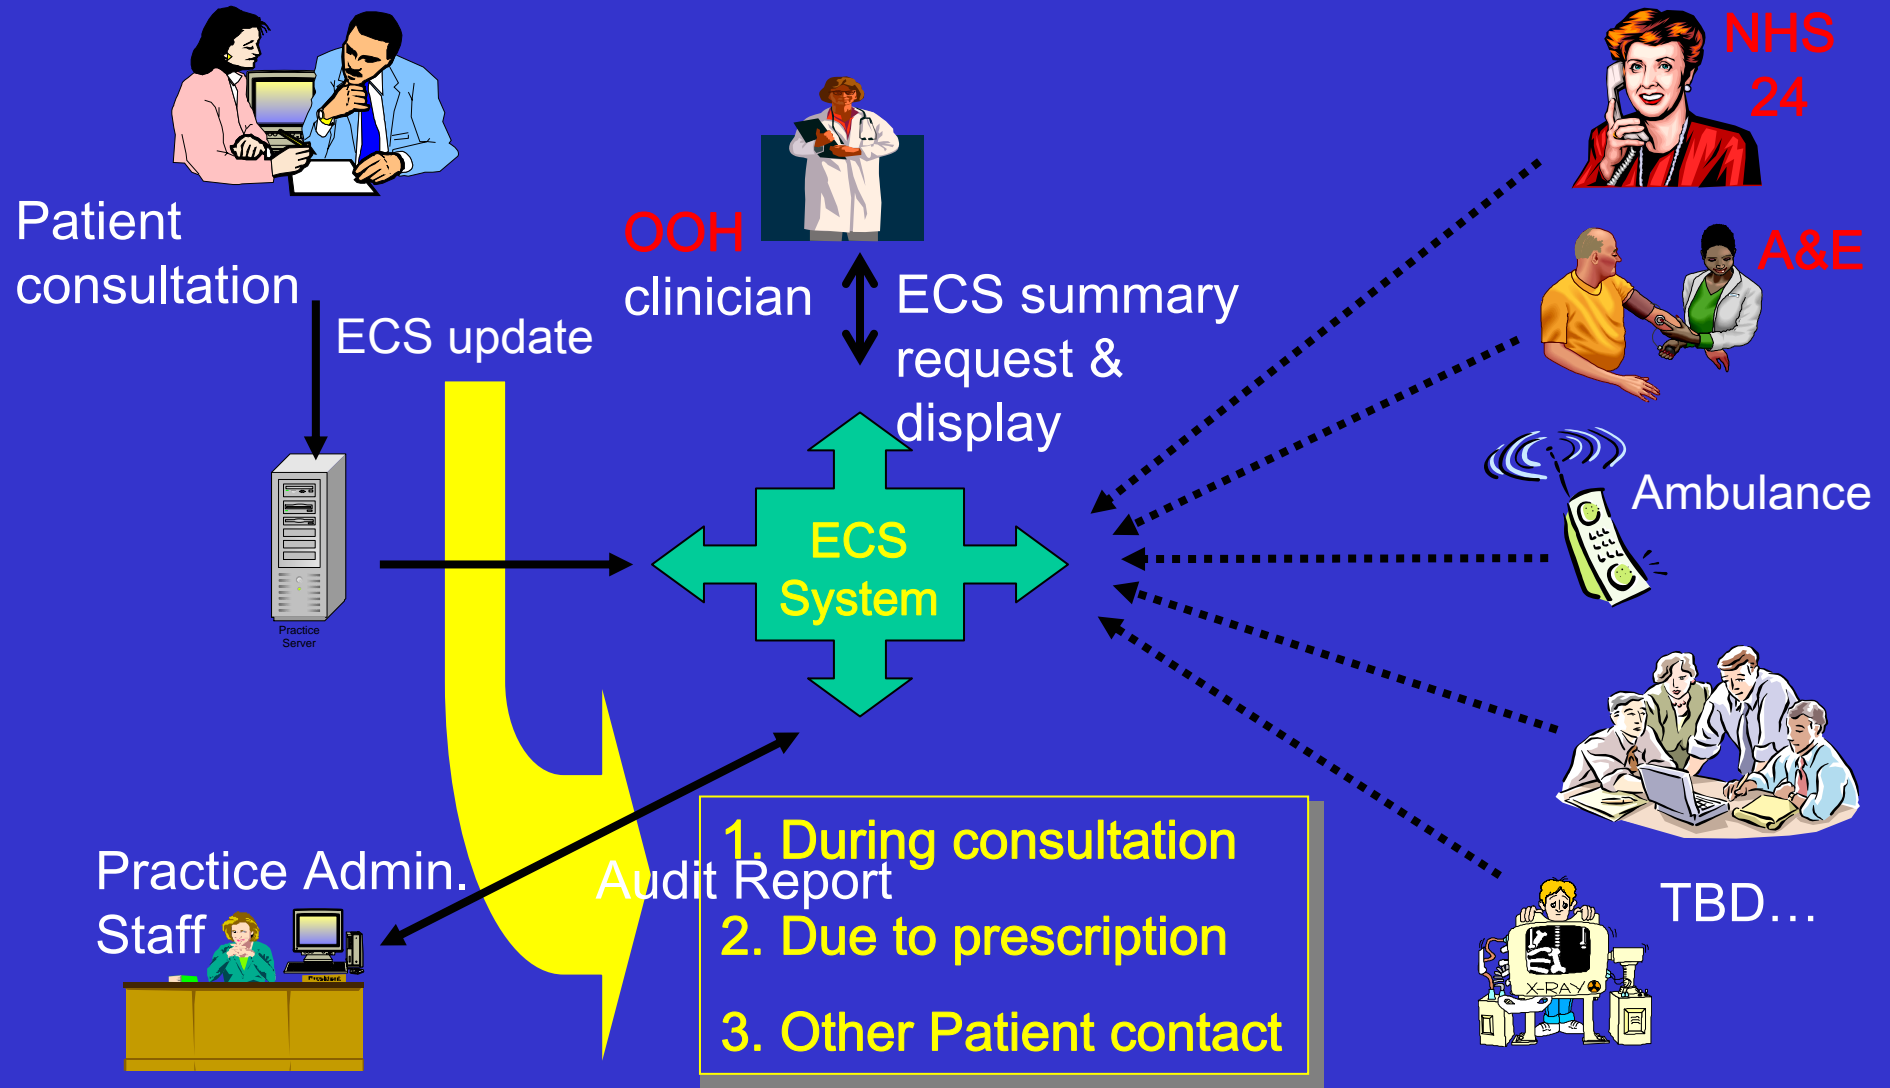 NHS
24
Patient
consultation
OOH
clinician
A&E
ECS update
ECS summary
request &
display
Ambulance
ECS
System
Practice
Server
1. During consultation
Practice Admin.
Staff
Audit Report
2. Due to prescription
3. Other Patient contact
TBD...
President
X-RAY